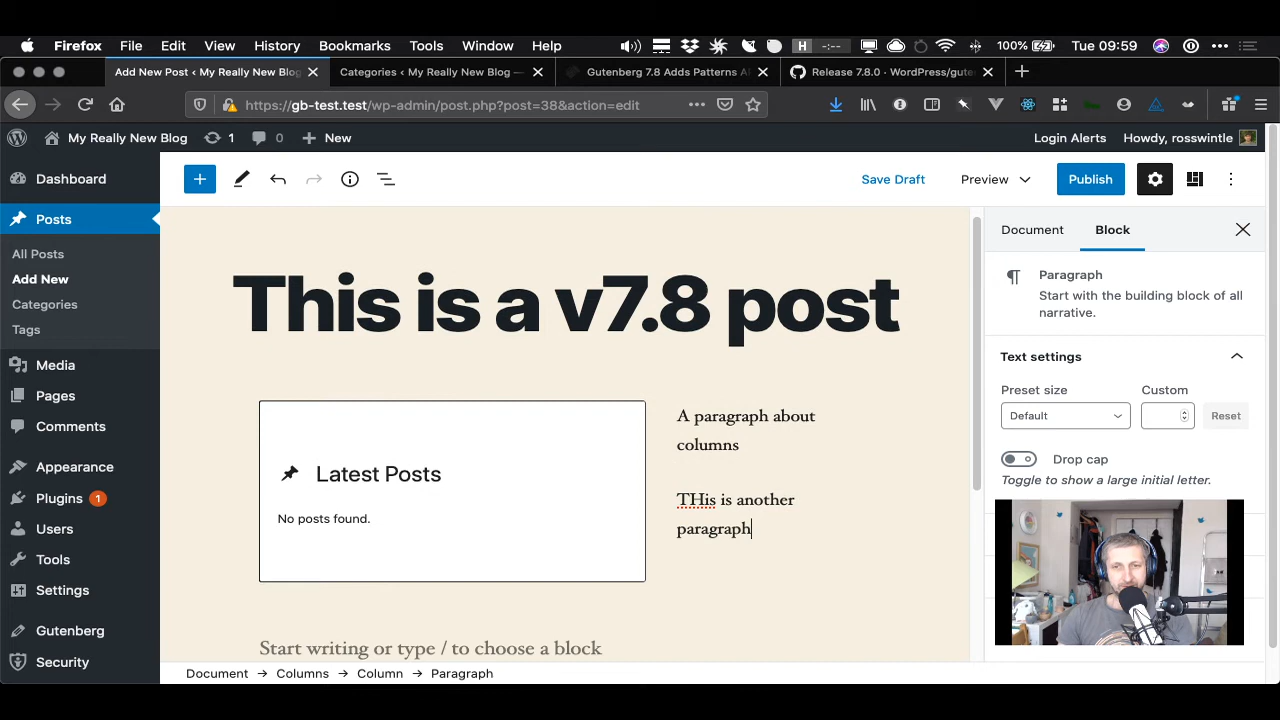 Firefox File Edit View History Bookmarks Tools Window Help H -:-- 100% Tue 09:59
Add New Post ‹ My Really New Blog Categories ‹ My Really New Blog — Gutenberg 7.8 Adds Patterns A Release 7.8.0 · WordPress/gute
https://gb-test.test/wp-admin/post.php?post=38&action=edit
My Really New Blog 1 0 New Login Alerts Howdy, rosswintle
Dashboard
Posts
All Posts
Add New
Categories
Tags
Media
Pages
Comments
Appearance
Plugins 1
Users
Tools
Settings
Gutenberg
Security
Save Draft Preview Publish
This is a v7.8 post
Latest Posts
No posts found.
A paragraph about
columns
THis is another
paragraph
Start writing or type / to choose a block
Document Block
Paragraph
Start with the building block of all
narrative.
Text settings
Preset size Custom
Default Reset
Drop cap
Toggle to show a large initial letter.
Document → Columns → Column → Paragraph